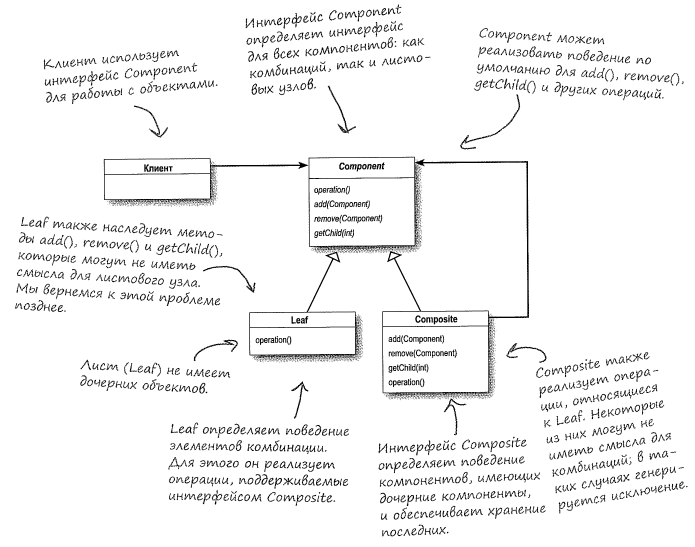 Клиент использует
интерфейс Component
для работы с объектами.
Интерфейс Component
определяет интерфейс
для всех компонентов: как
комбинаций, так и листо-
вых узлов.
Component может
реализовать поведение по
умолчанию для add(), remove(),
getChild() и других операций.
Клиент
Component
operation()
add(Component)
remove(Component)
getChild(int)
Leaf также наследует мето-
ды add(), remove() и getChild(),
которые могут не иметь
смысла для листового узла.
Мы вернемся к этой проблеме
позднее.
Leaf
operation()
Composite
add(Component)
remove(Component)
getChild(int)
operation()
Лист (Leaf) не имеет
дочерних объектов.
Leaf определяет поведение
элементов комбинации.
Для этого он реализует
операции, поддерживаемые
интерфейсом Composite.
Интерфейс Composite
определяет поведение
компонентов, имеющих
дочерние компоненты,
и обеспечивает хранение
последних.
Composite также
реализует опера-
ции, относящиеся
к Leaf. Некоторые
из них могут не
иметь смысла для
комбинаций; в та-
ких случаях генери-
руется исключение.